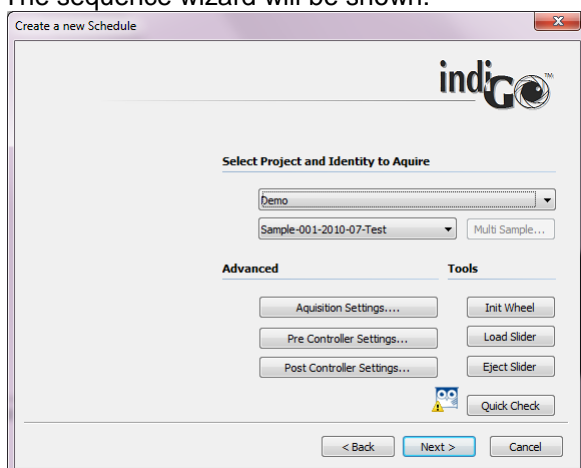 The sequence wizard will be shown.
Create a new Schedule
indiGo™
Select Project and Identity to Aquire
Demo
Sample-001-2010-07-Test
Multi Sample...
Advanced
Tools
Aquisition Settings....
Init Wheel
Pre Controller Settings...
Load Slider
Post Controller Settings...
Eject Slider
Quick Check
< Back
Next >
Cancel